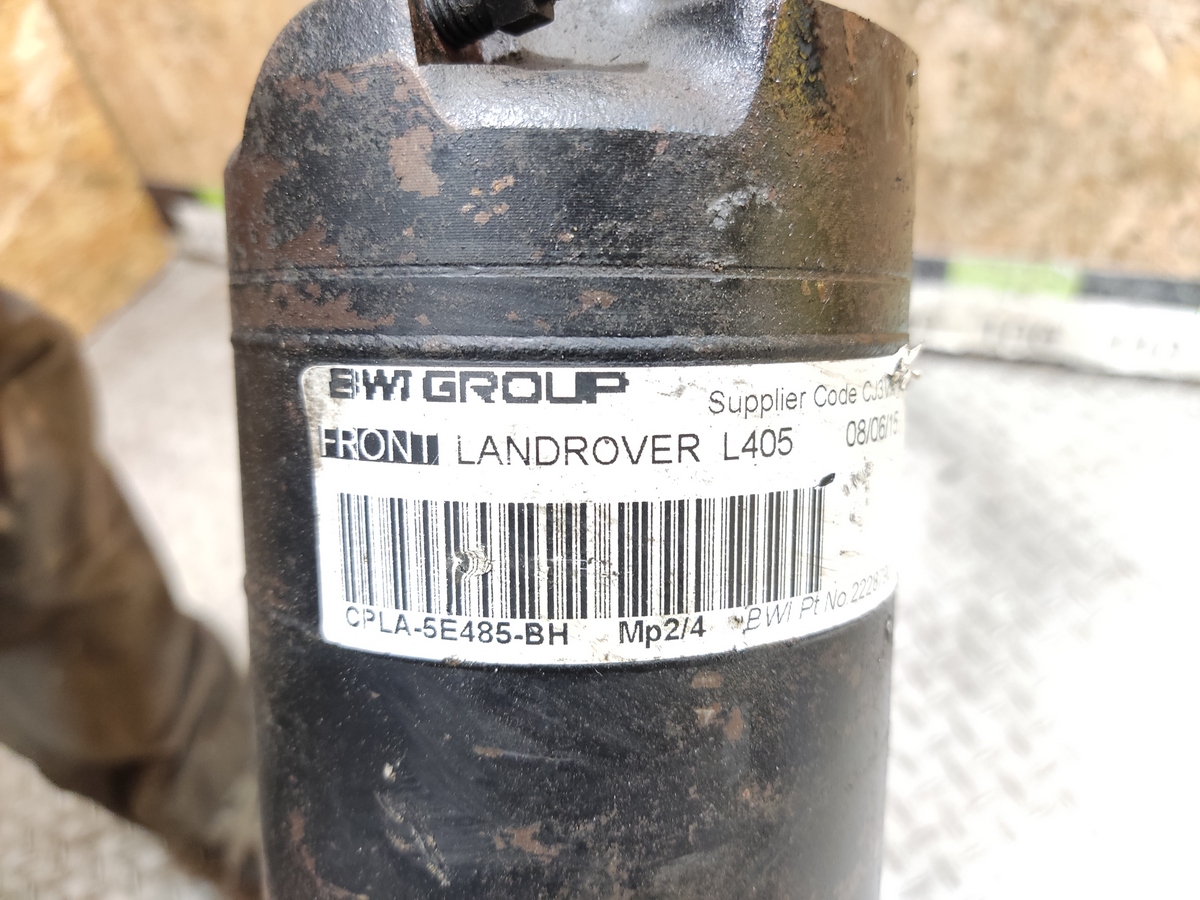 BWI GROUP
Supplier Code
FRONT LANDROVER L405
CPLA-5E485-BH Mp2/4 BWI Pt No.